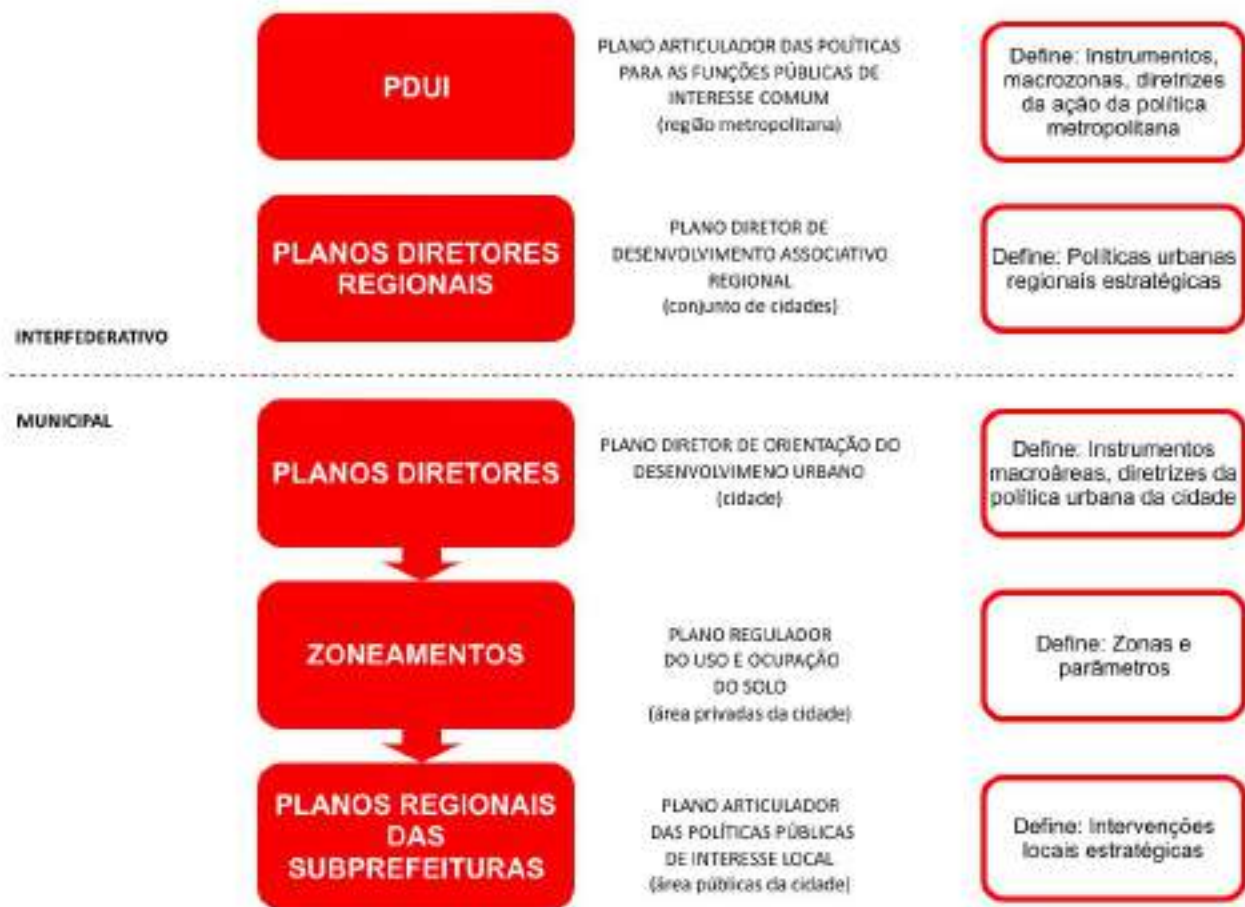 PDUI
PLANO ARTICULADOR DAS POLÍTICAS
PARA AS FUNÇÕES PÚBLICAS DE
INTERESSE COMUM
(região metropolitana)
Define: Instrumentos,
macrozonas, diretrizes
da ação da política
metropolitana
PLANOS DIRETORES
REGIONAIS
PLANO DIRETOR DE
DESENVOLVIMENTO ASSOCIATIVO
REGIONAL
(conjunto de cidades)
Define: Políticas urbanas
regionais estratégicas
INTERFEDERATIVO
MUNICIPAL
PLANOS DIRETORES
PLANO DIRETOR DE ORIENTAÇÃO DO
DESENVOLVIMENO URBANO
(cidade)
Define: Instrumentos
macroáreas, diretrizes da
política urbana da cidade
ZONEAMENTOS
PLANO REGULADOR
DO USO E OCUPAÇÃO
DO SOLO
(área privadas da cidade)
Define: Zonas e
parâmetros
PLANOS REGIONAIS
DAS
SUBPREFEITURAS
PLANO ARTICULADOR
DAS POLÍTICAS PÚBLICAS
DE INTERESSE LOCAL
(área públicas da cidade)
Define: Intervenções
locais estratégicas